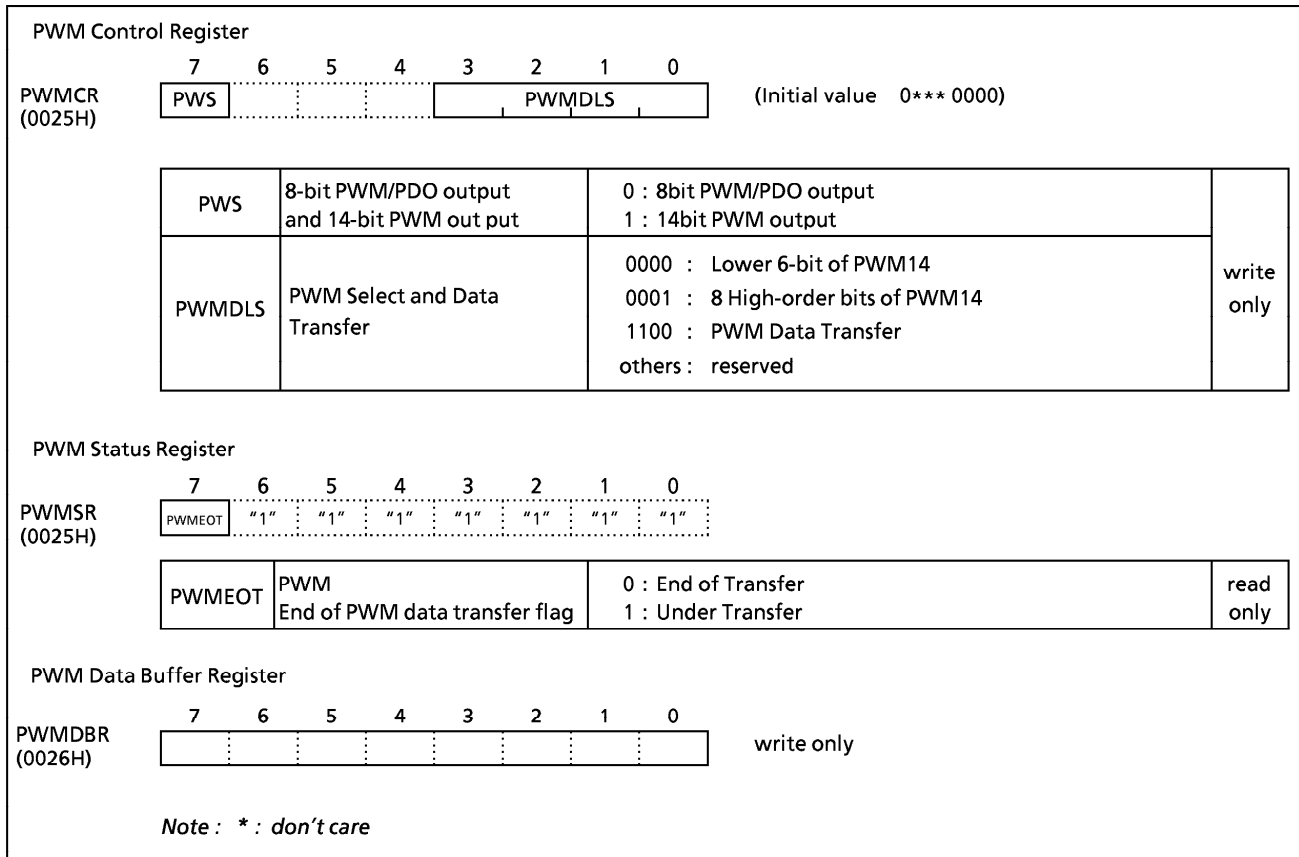 PWM Control Register
7 6 5 4 3 2 1 0
PWMCR PWS PWMDLS (Initial value 0*** 0000)
(0025H)
PWS 8-bit PWM/PDO output 0 : 8bit PWM/PDO output
and 14-bit PWM out put 1 : 14bit PWM output
PWMDLS PWM Select and Data Transfer
0000 : Lower 6-bit of PWM14
0001 : 8 High-order bits of PWM14
1100 : PWM Data Transfer
others : reserved
write
only
PWM Status Register
7 6 5 4 3 2 1 0
PWMSR PWMEOT "1" "1" "1" "1" "1" "1" "1"
(0025H)
PWMEOT PWM 0 : End of Transfer read
End of PWM data transfer flag 1 : Under Transfer only
PWM Data Buffer Register
7 6 5 4 3 2 1 0
PWMDBR write only
(0026H)
Note : * : don't care